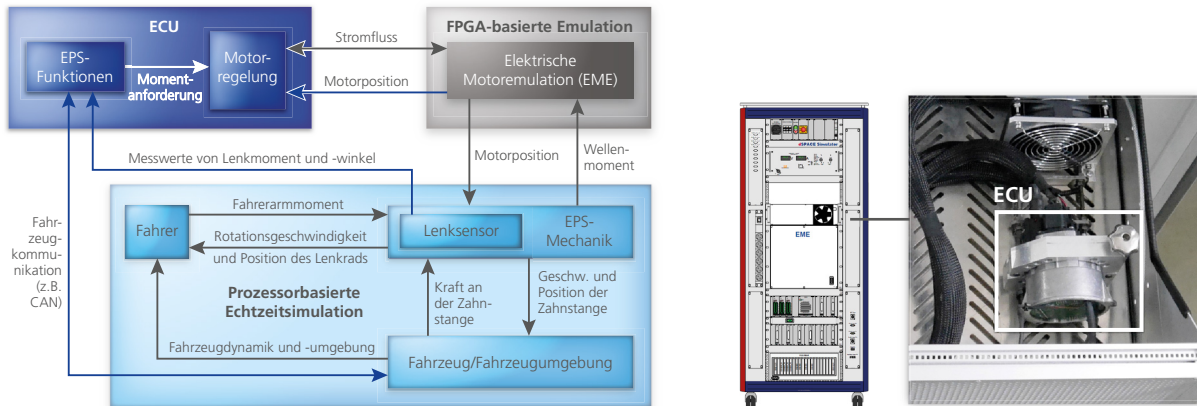 ECU
EPS-
Funktionen
Moment-
anforderung
Motor-
regelung
Stromfluss
Motorposition
FPGA-basierte Emulation
Elektrische
Motoremulation (EME)
Messwerte von Lenkmoment und -winkel
Motorposition
Wellen-
moment
Fahr-
zeug-
kommu-
nikation
(z.B.
CAN)
Fahrer
Fahrerarmmoment
Rotationsgeschwindigkeit
und Position des Lenkrads
Lenksensor
EPS-
Mechanik
Prozessorbasierte
Echtzeitsimulation
Kraft an
der Zahn-
stange
Geschw. und
Position der
Zahnstange
Fahrzeugdynamik und -umgebung
Fahrzeug/Fahrzeugumgebung
dSPACE Simulator
EME
ECU